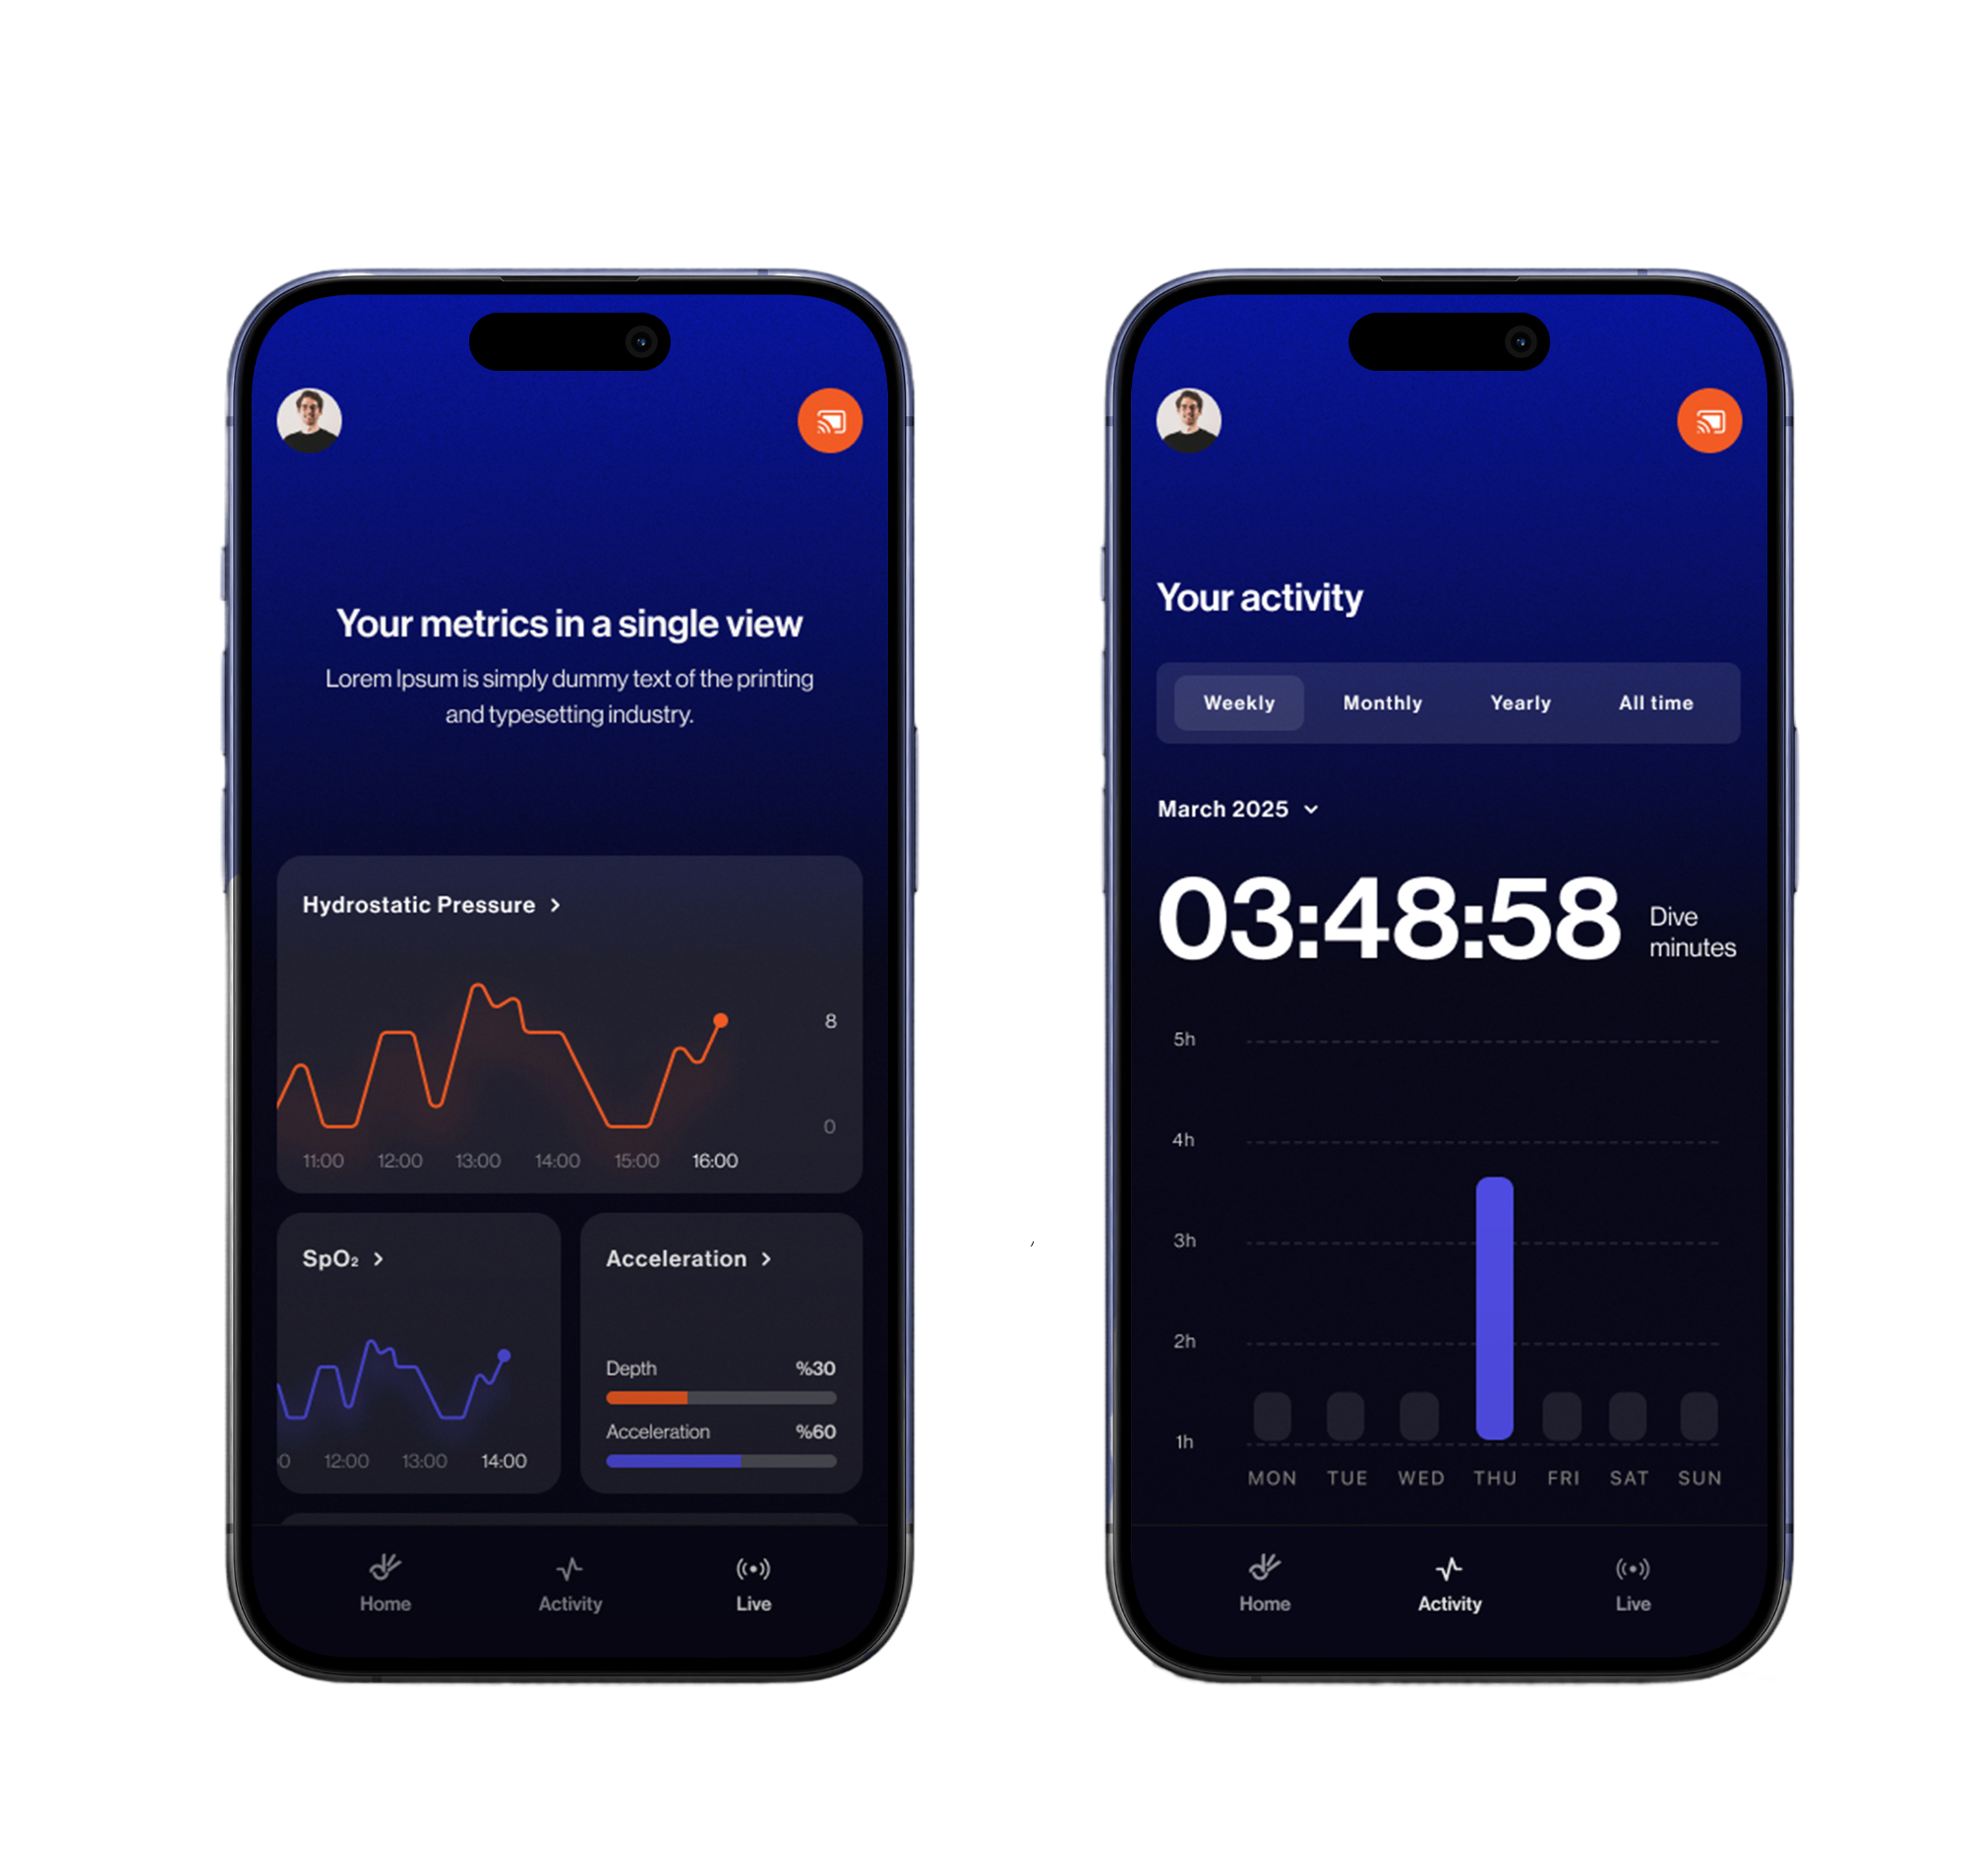 Your metrics in a single view
Lorem Ipsum is simply dummy text of the printing
and typesetting industry.
Hydrostatic Pressure
8
0
11:00 12:00 13:00 14:00 15:00 16:00
SpO₂
0 12:00 13:00 14:00
Acceleration
Depth %30
Acceleration %60
Home Activity Live
Your activity
Weekly Monthly Yearly All time
March 2025
03:48:58 Dive
minutes
5h
4h
3h
2h
1h
MON TUE WED THU FRI SAT SUN
Home Activity Live